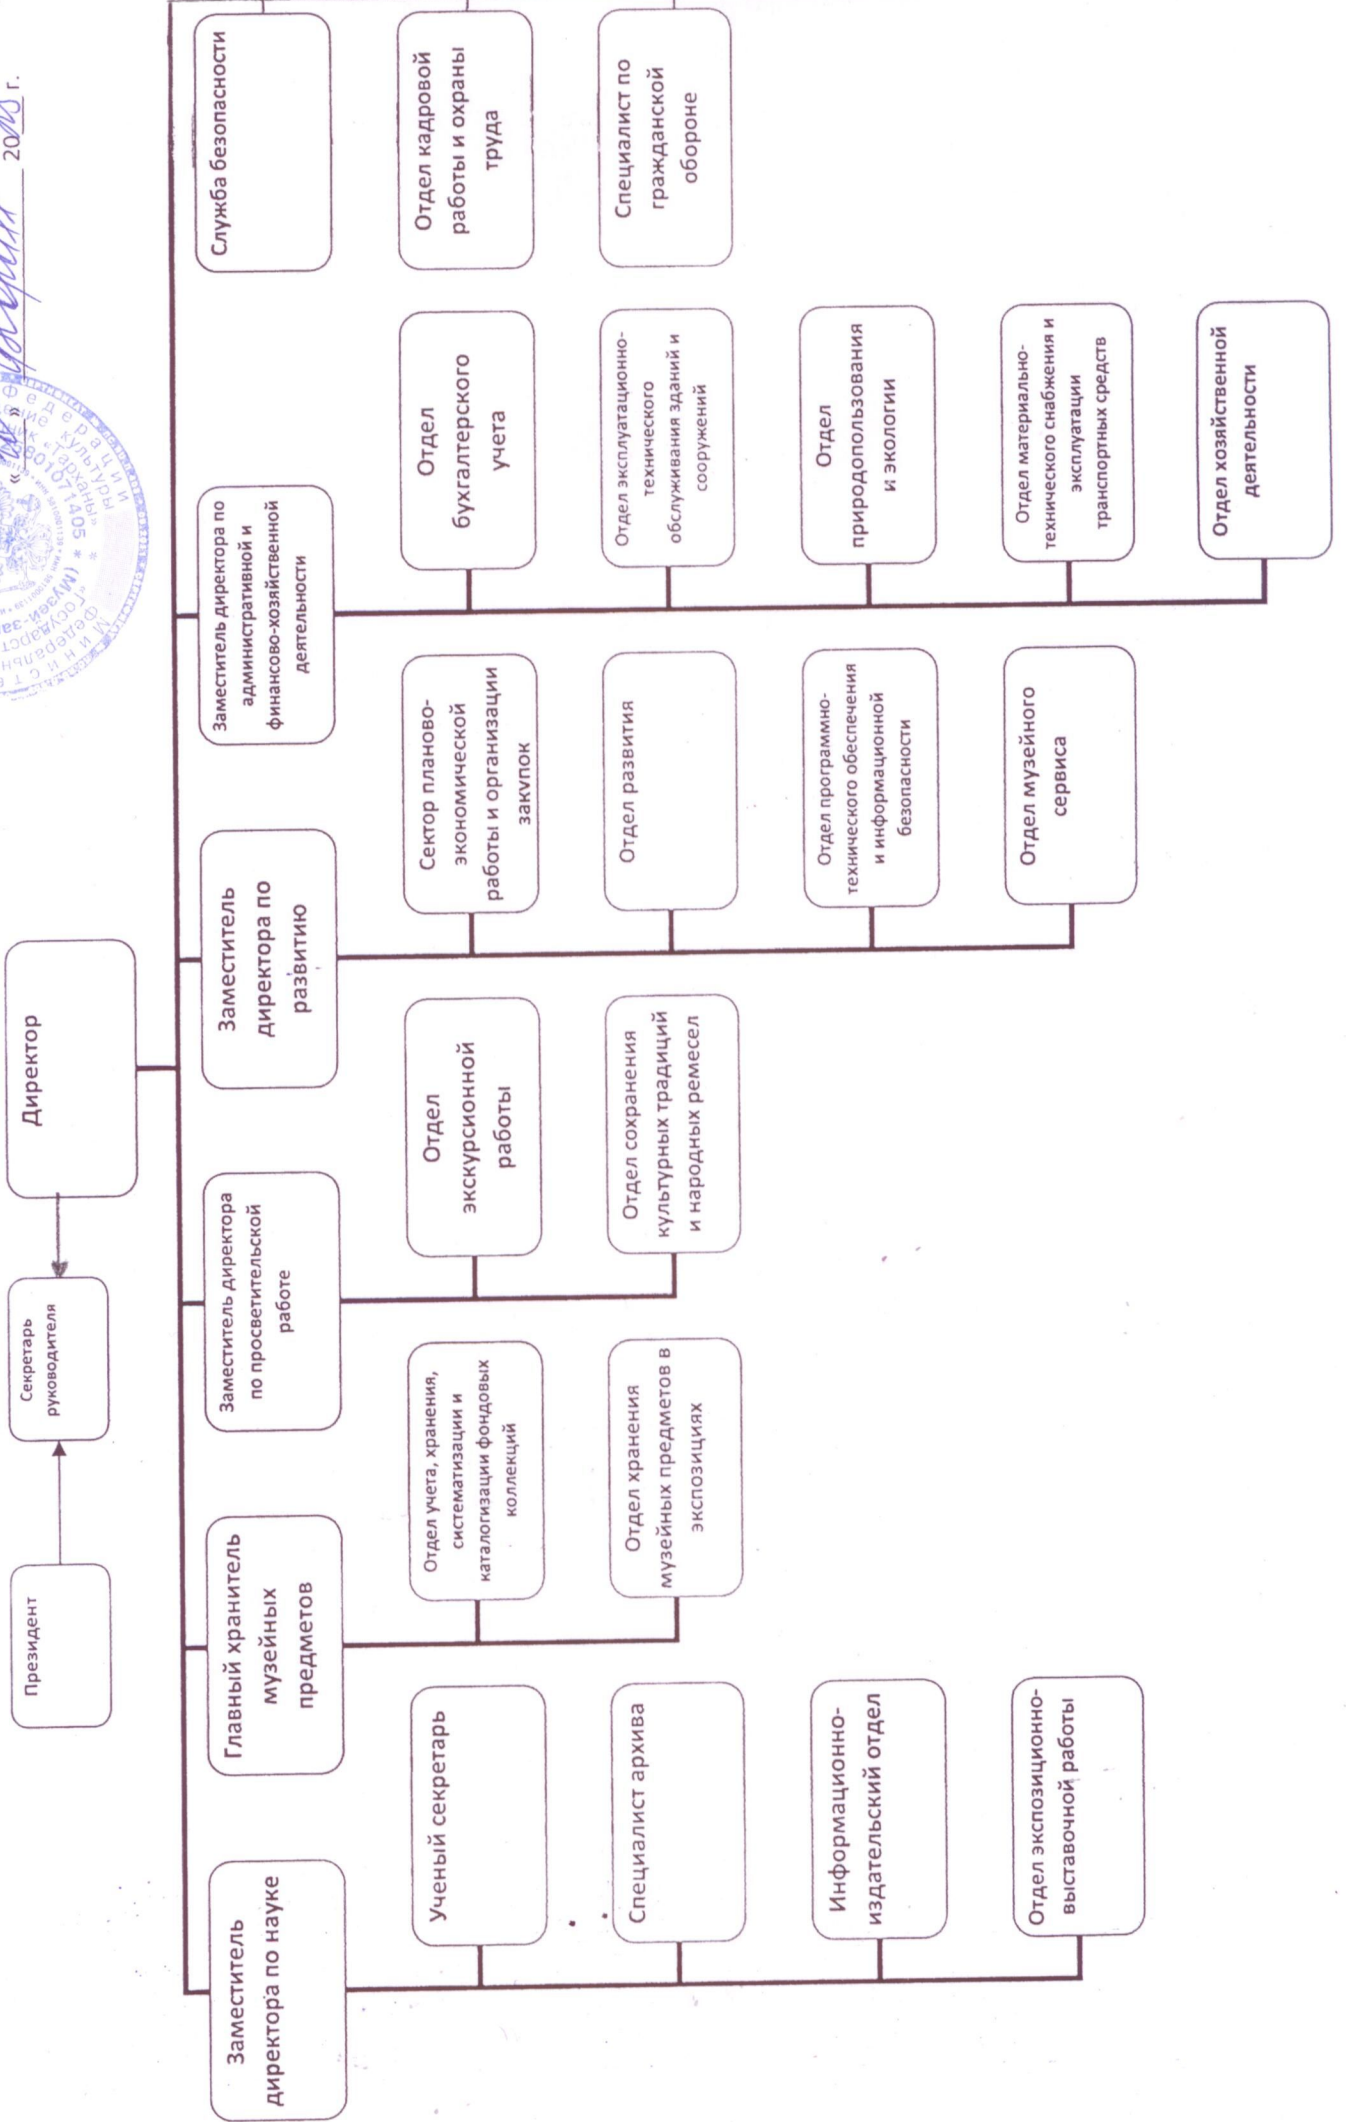 20 г.
Федерации
культуры
«Тарханы»
Директор
Президент
Секретарь
руководителя
Заместитель
директора по науке
Ученый секретарь
Специалист архива
Информационно-
издательский отдел
Отдел экспозиционно-
выставочной работы
Главный хранитель
музейных
предметов
Отдел учета, хранения,
систематизации и
каталогизации фондовых
коллекций
Отдел хранения
музейных предметов в
экспозициях
Заместитель директора
по просветительской
работе
Отдел
экскурсионной
работы
Отдел сохранения
культурных традиций
и народных ремесел
Заместитель
директора по
развитию
Сектор планово-
экономической
работы и организации
закупок
Отдел развития
Отдел программно-
технического обеспечения
и информационной
безопасности
Отдел музейного
сервиса
Заместитель директора по
административной и
финансово-хозяйственной
деятельности
Отдел
бухгалтерского
учета
Отдел эксплуатационно-
технического
обслуживания зданий и
сооружений
Отдел
природопользования
и экологии
Отдел материально-
технического снабжения и
эксплуатации
транспортных средств
Отдел хозяйственной
деятельности
Служба безопасности
Отдел кадровой
работы и охраны
труда
Специалист по
гражданской
обороне